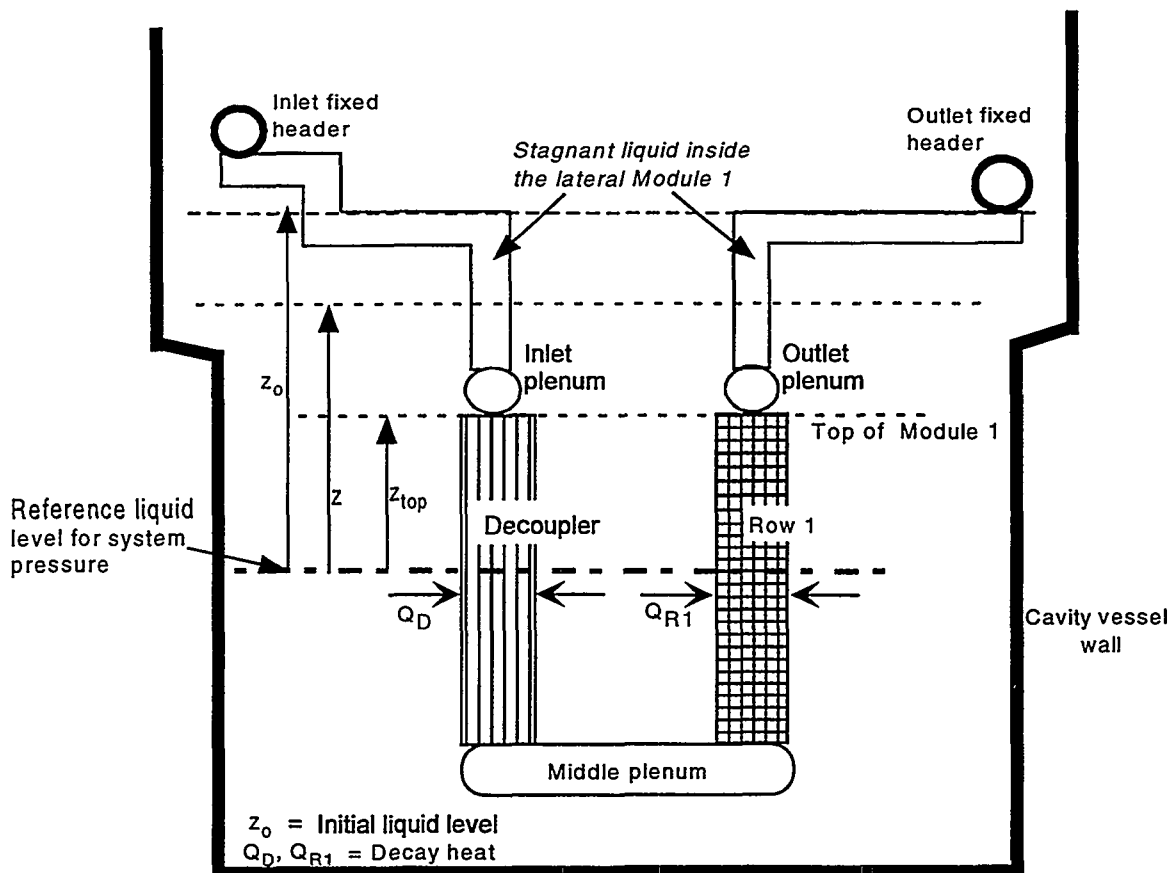 Inlet fixed
header
Outlet fixed
header
Stagnant liquid inside
the lateral Module 1
Inlet
plenum
Outlet
plenum
z₀
z
z_top
Top of Module 1
Reference liquid
level for system
pressure
Decoupler
Row 1
Q_D
Q_R1
Cavity vessel
wall
Middle plenum
z₀ = Initial liquid level
Q_D, Q_R1 = Decay heat